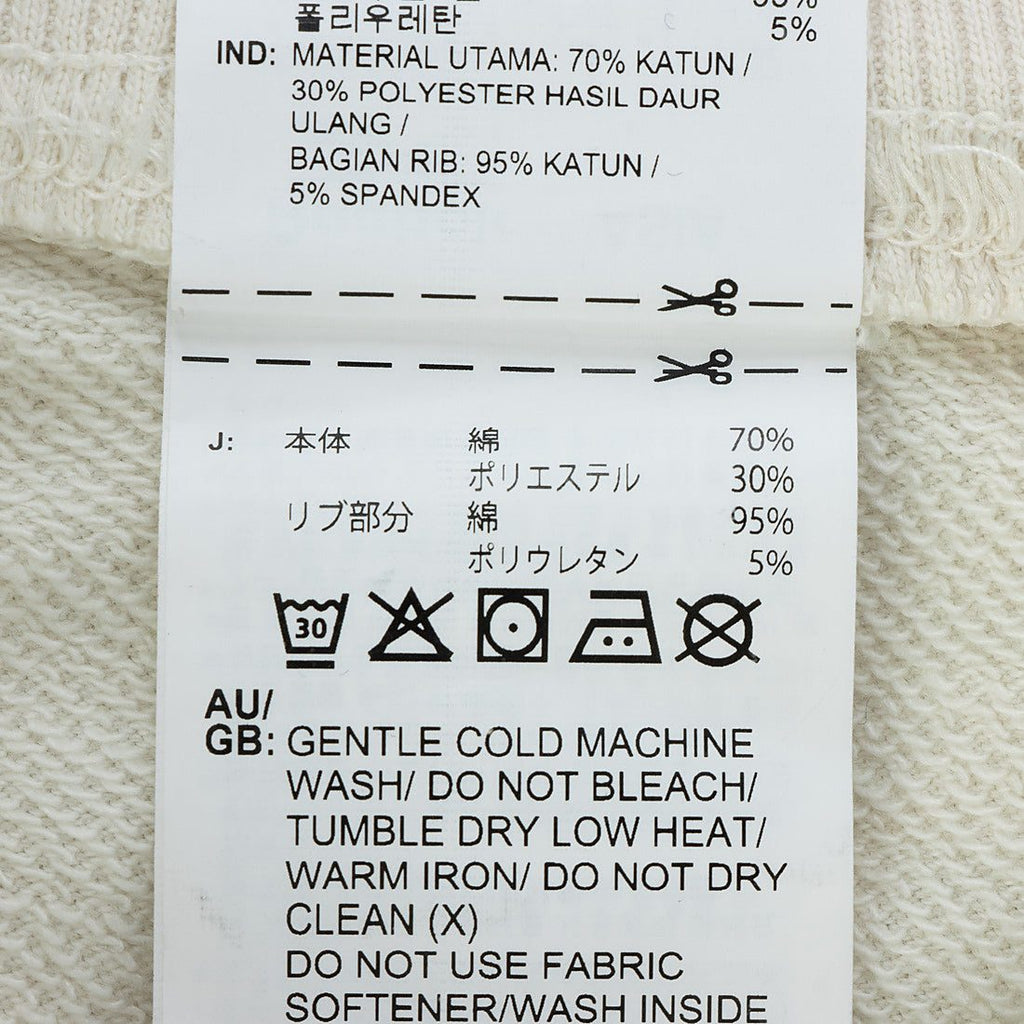 폴리우레탄 5%
IND: MATERIAL UTAMA: 70% KATUN /
30% POLYESTER HASIL DAUR
ULANG /
BAGIAN RIB: 95% KATUN /
5% SPANDEX
J: 本体 綿 70%
ポリエステル 30%
リブ部分 綿 95%
ポリウレタン 5%
30
AU/
GB: GENTLE COLD MACHINE
WASH/ DO NOT BLEACH/
TUMBLE DRY LOW HEAT/
WARM IRON/ DO NOT DRY
CLEAN (X)
DO NOT USE FABRIC
SOFTENER/WASH INSIDE